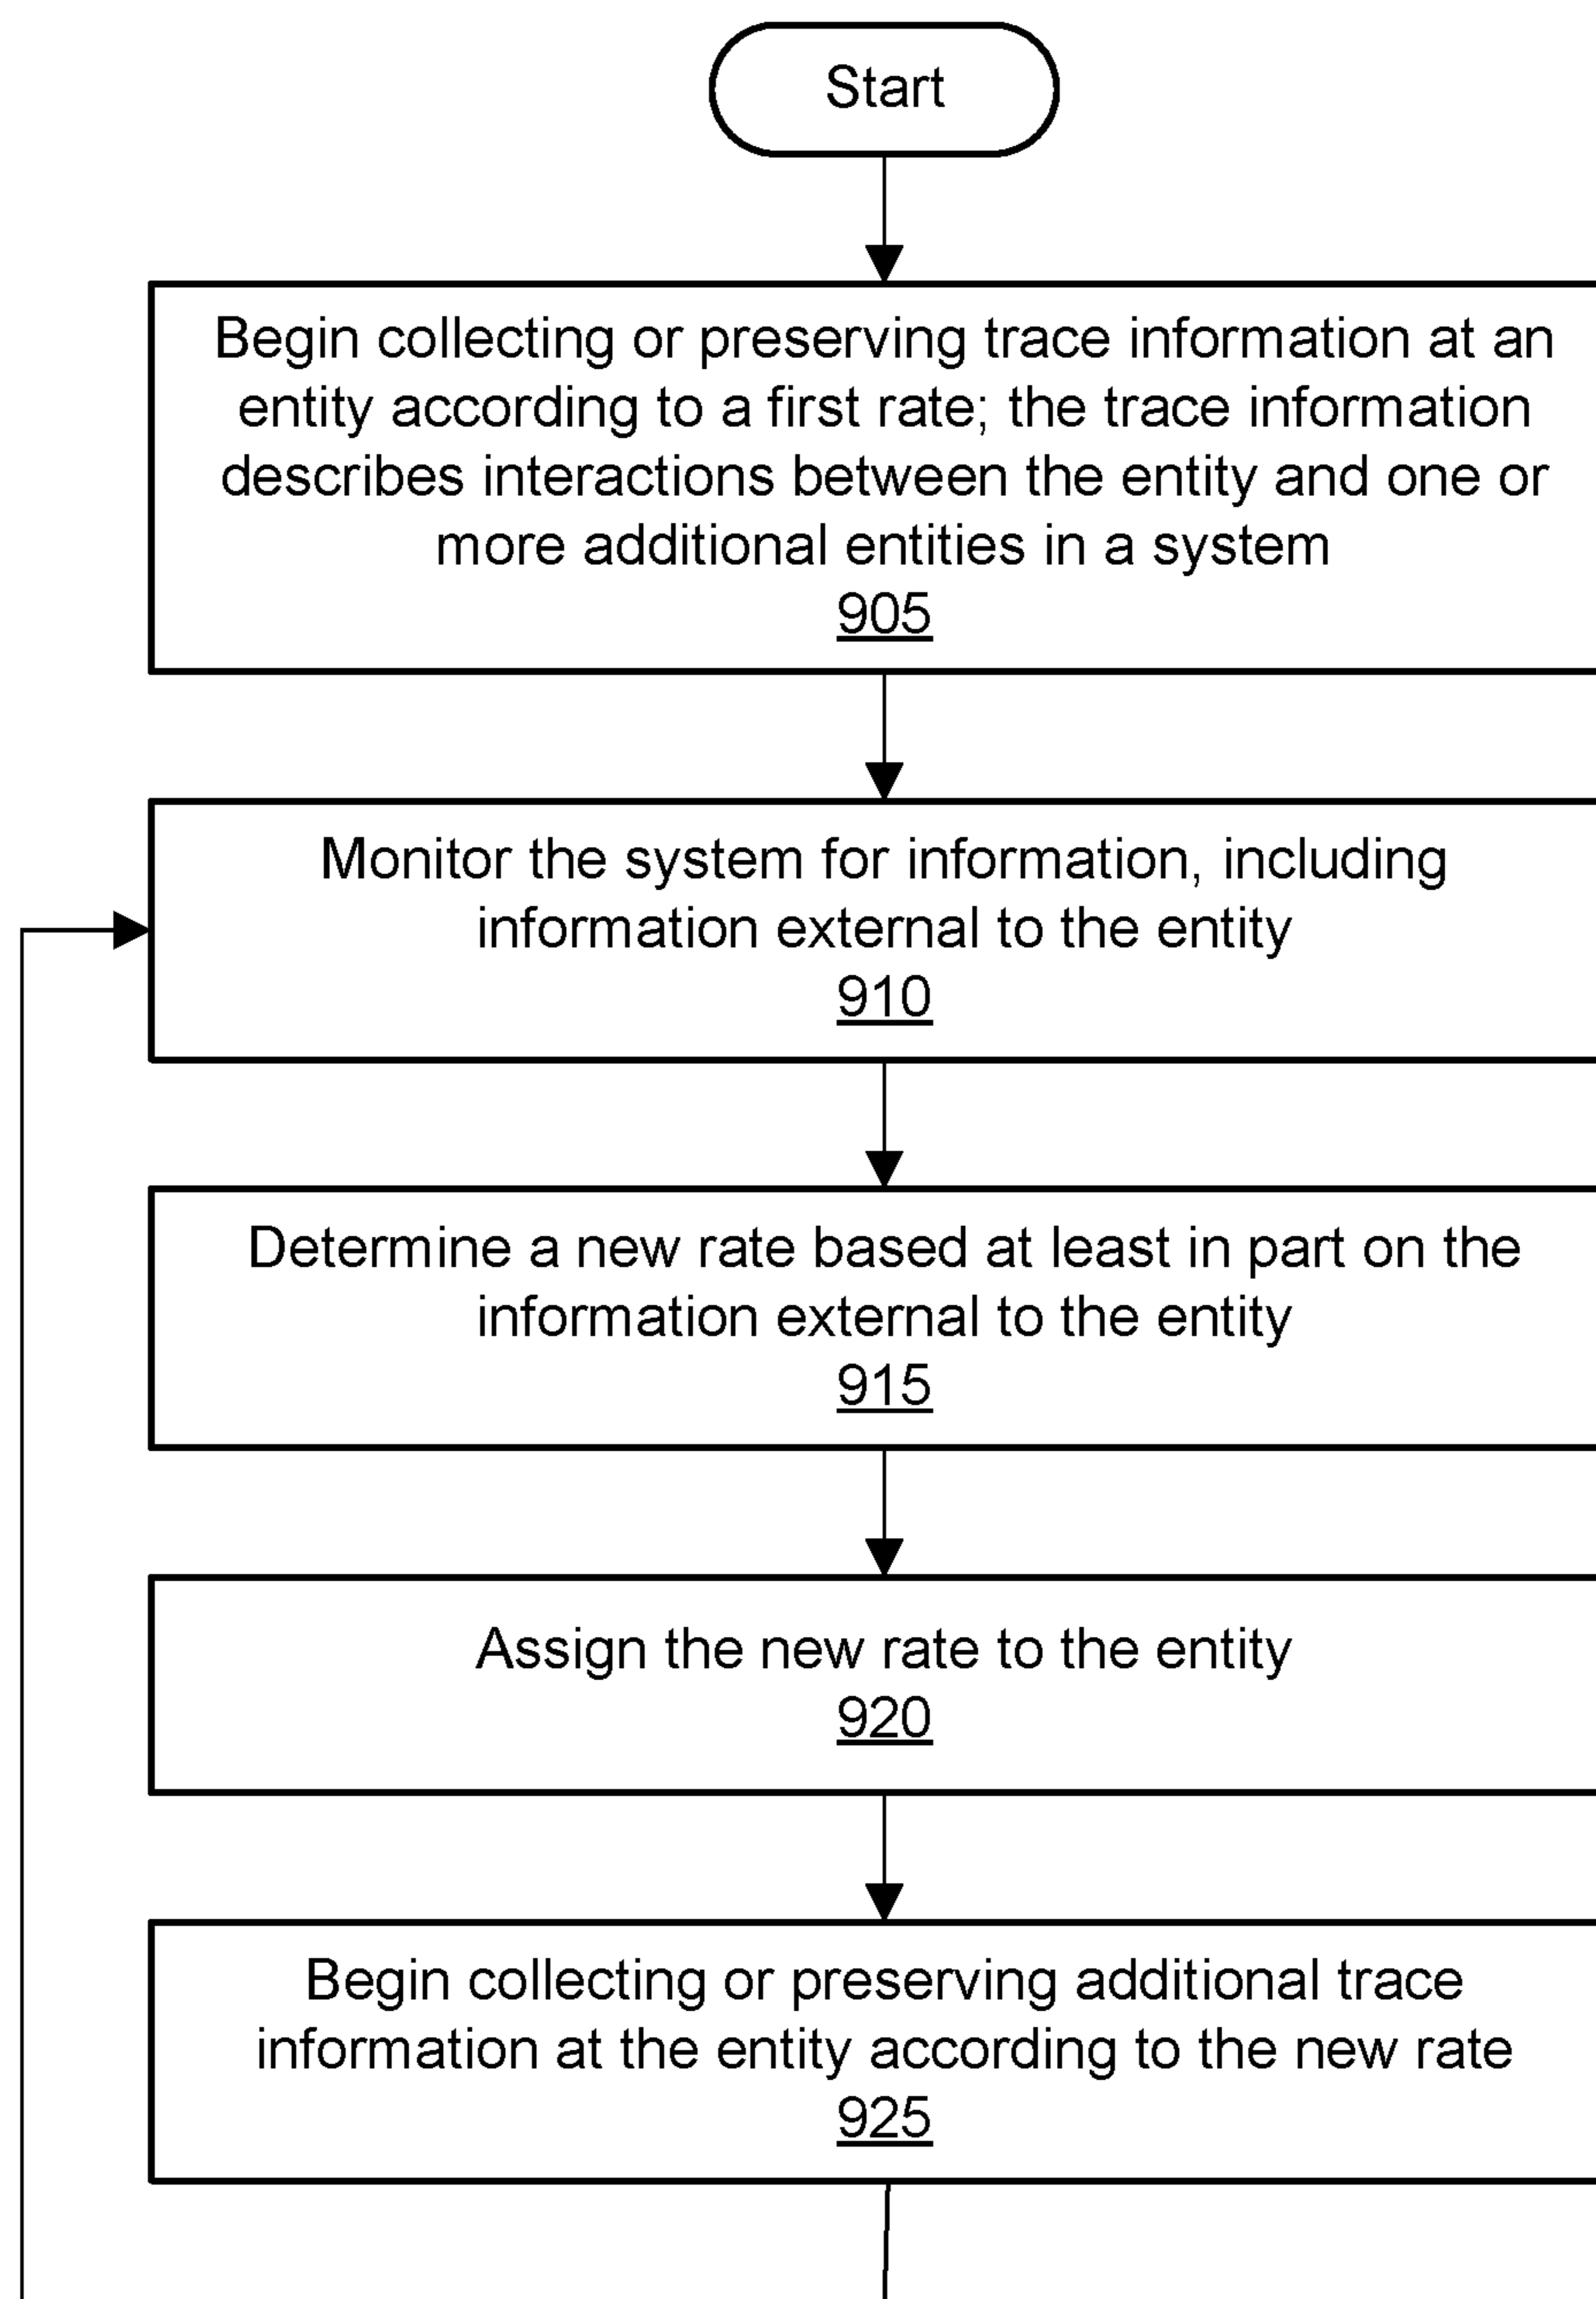 Start
Begin collecting or preserving trace information at an
entity according to a first rate; the trace information
describes interactions between the entity and one or
more additional entities in a system
905
Monitor the system for information, including
information external to the entity
910
Determine a new rate based at least in part on the
information external to the entity
915
Assign the new rate to the entity
920
Begin collecting or preserving additional trace
information at the entity according to the new rate
925